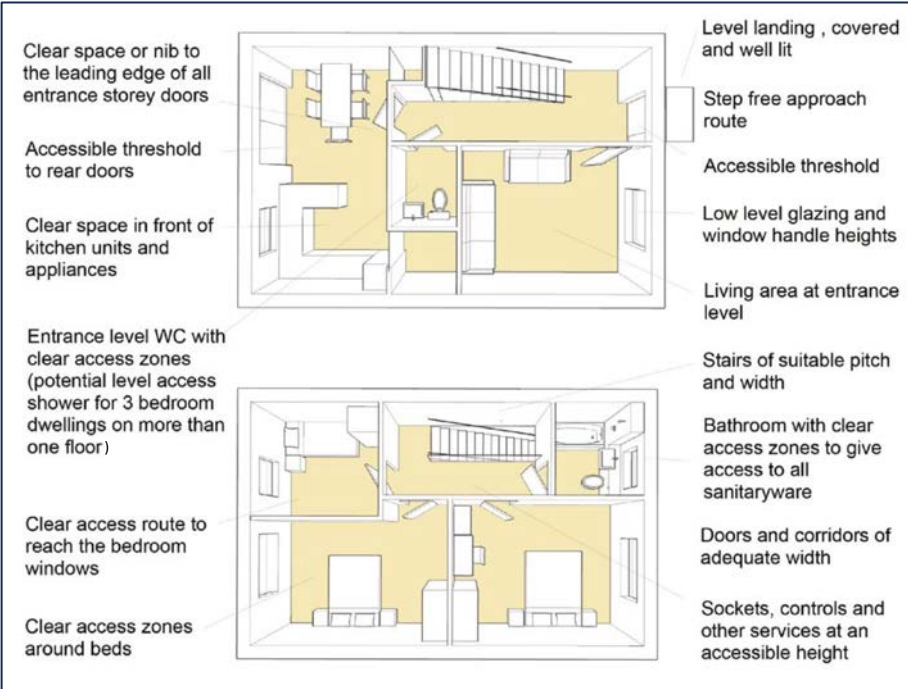 Clear space or nib to
the leading edge of all
entrance storey doors
Accessible threshold
to rear doors
Clear space in front of
kitchen units and
appliances
Entrance level WC with
clear access zones
(potential level access
shower for 3 bedroom
dwellings on more than
one floor)
Clear access route to
reach the bedroom
windows
Clear access zones
around beds
Level landing , covered
and well lit
Step free approach
route
Accessible threshold
Low level glazing and
window handle heights
Living area at entrance
level
Stairs of suitable pitch
and width
Bathroom with clear
access zones to give
access to all
sanitaryware
Doors and corridors of
adequate width
Sockets, controls and
other services at an
accessible height